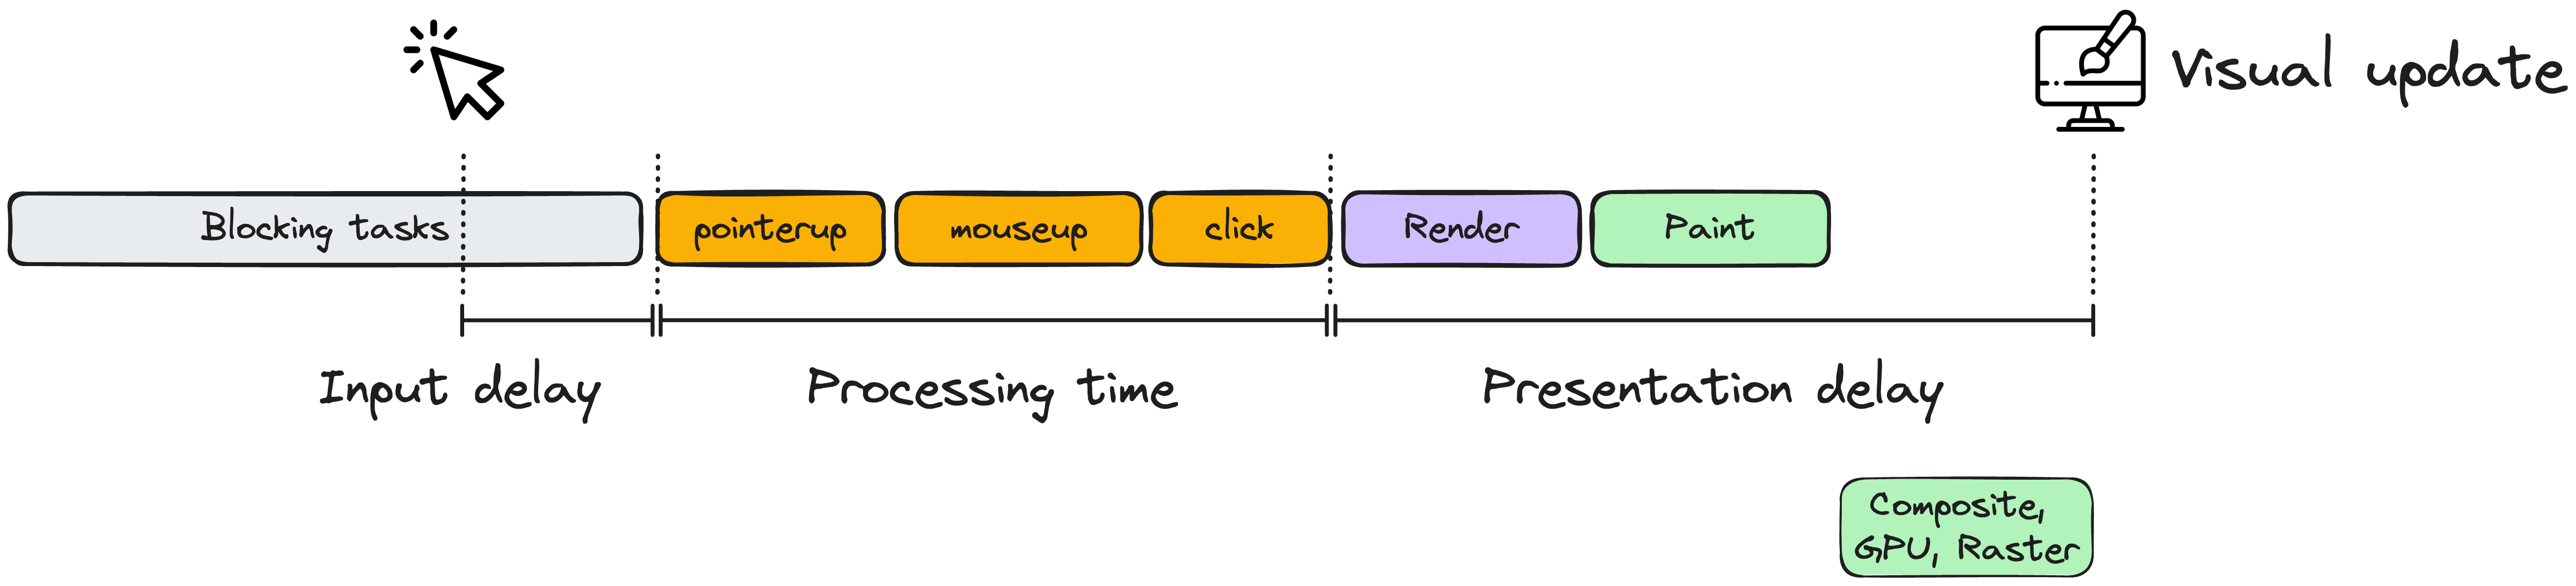 Visual update
Blocking tasks
pointerup
mouseup
click
Render
Paint
Input delay
Processing time
Presentation delay
Composite,
GPU, Raster